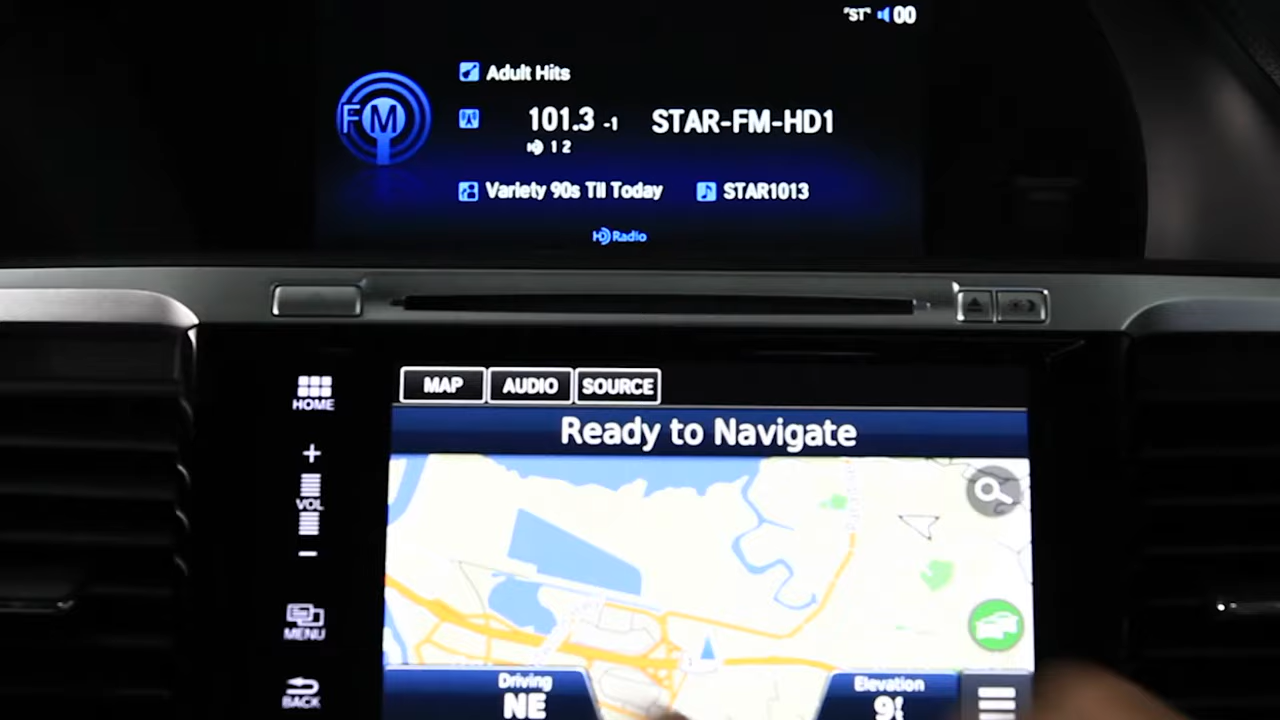 "ST" 00
Adult Hits
FM
101.3 -1 STAR-FM-HD1
HD 1 2
Variety 90s Til Today STAR1013
HD Radio
MAP AUDIO SOURCE
HOME
Ready to Navigate
+
VOL
-
MENU
BACK
Driving
NE
Elevation